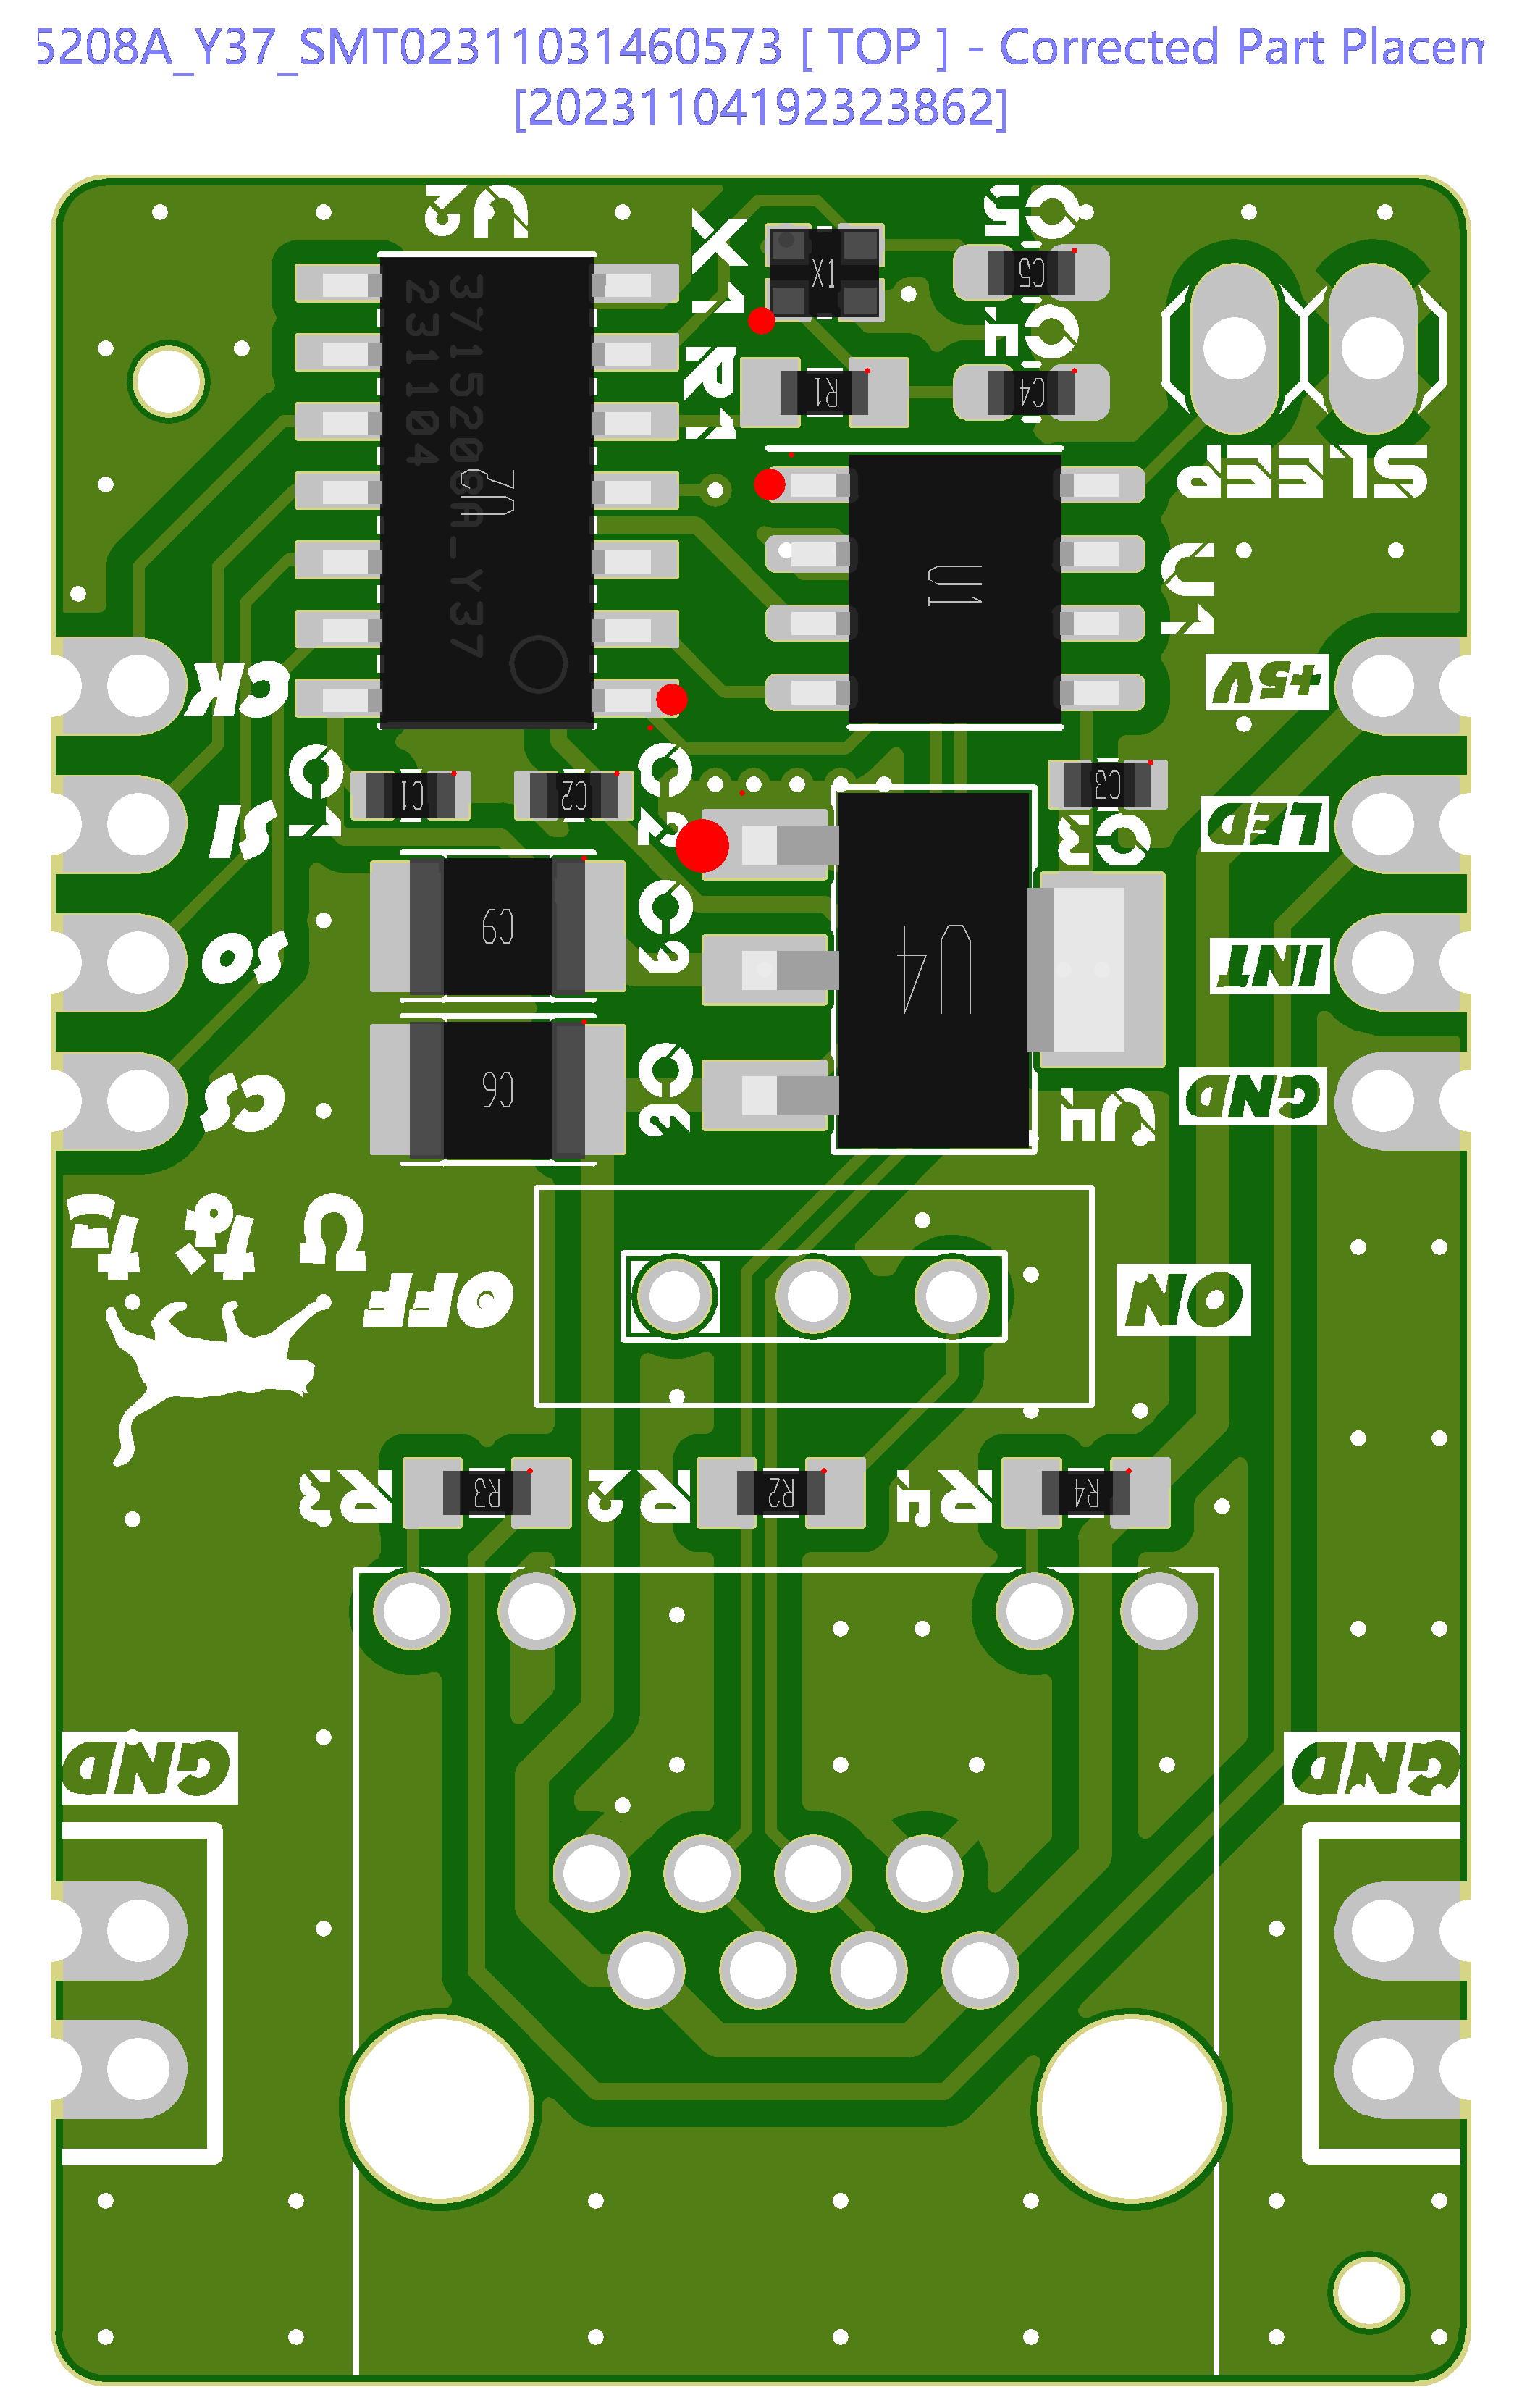 5208A_Y37_SMT02311031460573 [ TOP ] - Corrected Part Placem
[20231104192323862]
U2
X1
C5
X1
C5
C4
R1
R1
C4
3715208A_Y37
231104
U2
SLEEP
U1
U1
CK
+5V
C1
C1
C2
C2
C3
C3
SI
LED
C9
C9
U4
SO
INT
C6
C6
U4
CS
GND
OFF
ON
R3
R3
R2
R2
R4
R4
GND
GND